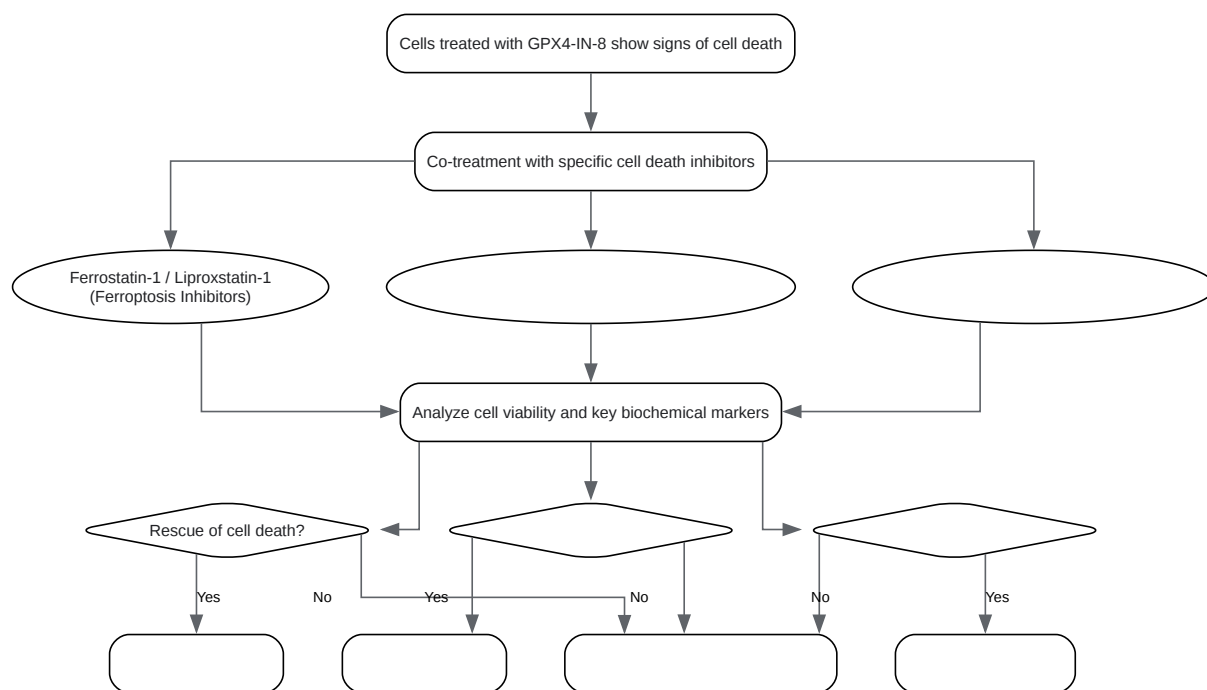 Cells treated with GPX4-IN-8 show signs of cell death
Co-treatment with specific cell death inhibitors
Ferrostatin-1 / Liproxstatin-1
(Ferroptosis Inhibitors)
Analyze cell viability and key biochemical markers
Rescue of cell death?
Yes
No
Yes
No
No
Yes